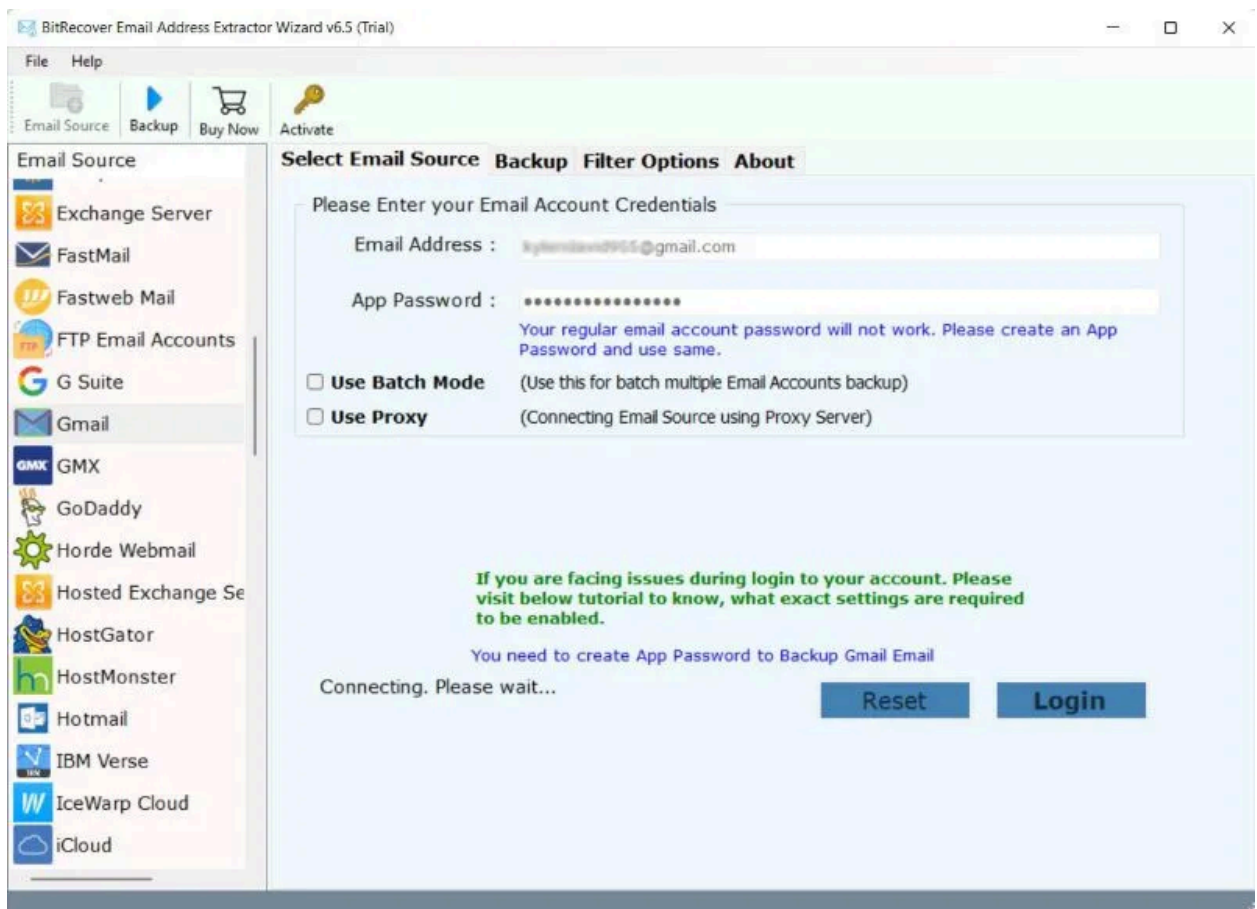 BitRecover Email Address Extractor Wizard v6.5 (Trial)
File Help
Email Source Backup Buy Now Activate
Email Source
Exchange Server
FastMail
Fastweb Mail
FTP
FTP Email Accounts
G Suite
Gmail
GMX GMX
GoDaddy
Horde Webmail
Hosted Exchange Se
HostGator
HostMonster
Hotmail
IBM Verse
IceWarp Cloud
iCloud
Select Email Source Backup Filter Options About
Please Enter your Email Account Credentials
Email Address : @gmail.com
App Password : ••••••••••••••••
Your regular email account password will not work. Please create an App
Password and use same.
Use Batch Mode (Use this for batch multiple Email Accounts backup)
Use Proxy (Connecting Email Source using Proxy Server)
If you are facing issues during login to your account. Please
visit below tutorial to know, what exact settings are required
to be enabled.
You need to create App Password to Backup Gmail Email
Connecting. Please wait...
Reset Login